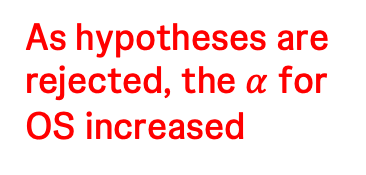 As hypotheses are
rejected, the 𝛼 for
OS increased